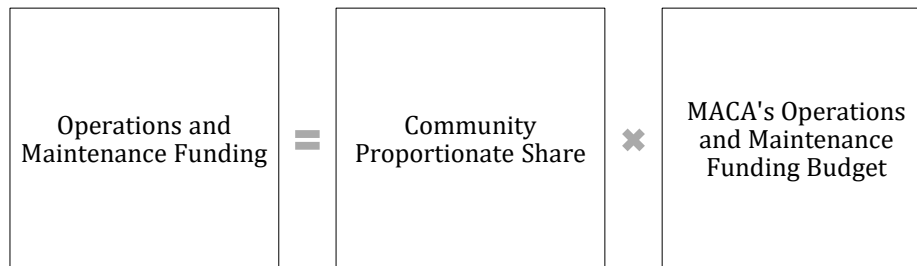 Operations and
Maintenance Funding
=
Community
Proportionate Share
×
MACA's Operations
and Maintenance
Funding Budget